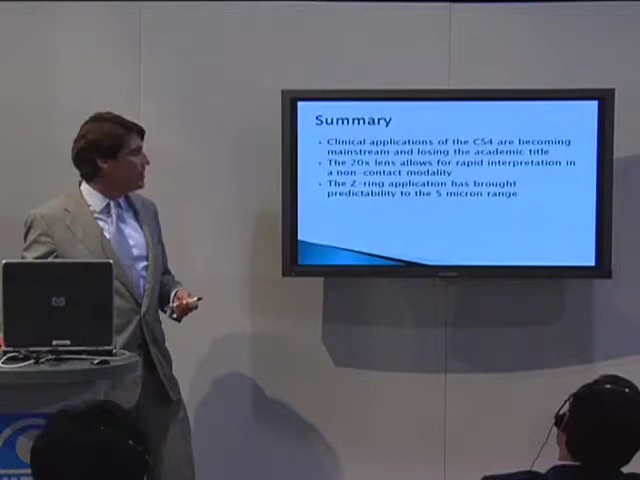 Summary
Clinical applications of the CS4 are becoming
mainstream and losing the academic title
The 20x lens allows for rapid interpretation in
a non-contact modality
The Z-ring application has brought
predictability to the 5 micron range
hp